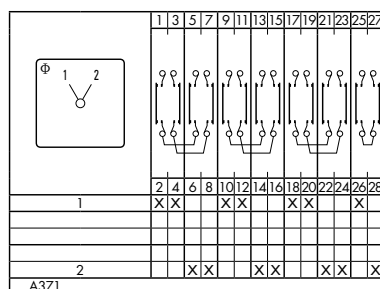 1 3 5 7 9 11 13 15 17 19 21 23 25 27
Φ
1 2
2 4 6 8 10 12 14 16 18 20 22 24 26 28
1 X X X X X X X
2 X X X X X X X
A371